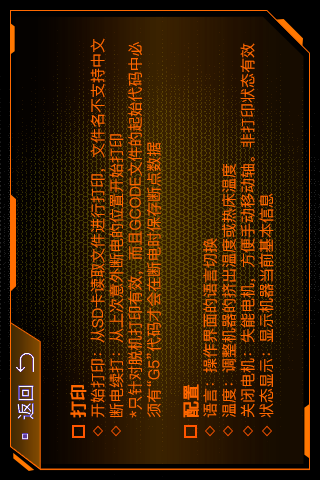 返回
打印
开始打印：从SD卡读取文件进行打印，文件名不支持中文
断电续打：从上次意外断电的位置开始打印
*只针对脱机打印有效，而且GCODE文件的起始代码中必
须有“G5”代码才会在断电时保存断点数据
配置
语言：操作界面的语言切换
温度：调整机器的挤出温度或热床温度
关闭电机：失能电机，方便手动移动轴。非打印状态有效
状态显示：显示机器当前基本信息